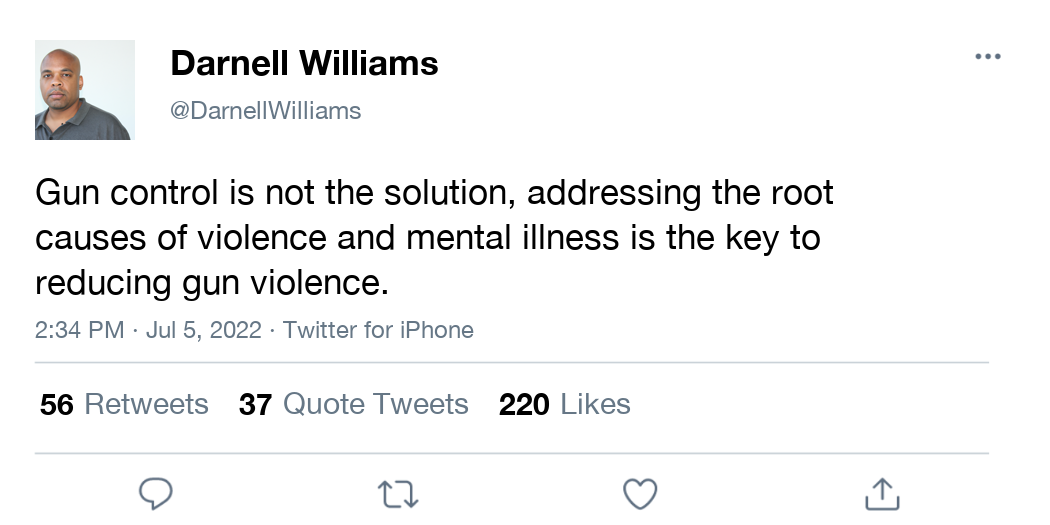 Darnell Williams
@DarnellWilliams
Gun control is not the solution, addressing the root
causes of violence and mental illness is the key to
reducing gun violence.
2:34 PM · Jul 5, 2022 · Twitter for iPhone
56 Retweets 37 Quote Tweets 220 Likes